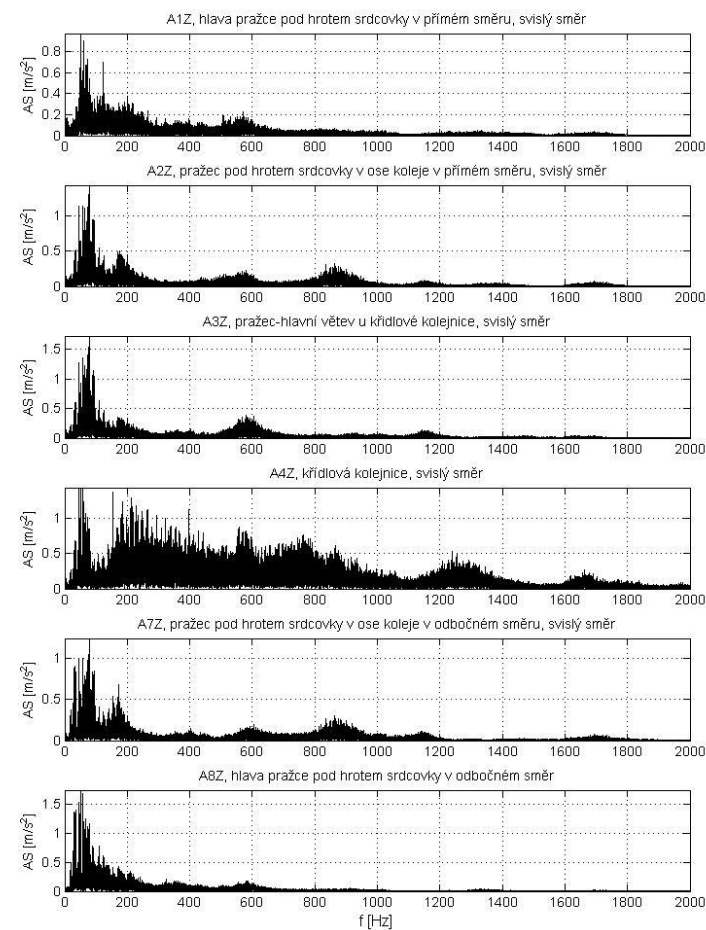 A1Z, hlava pražce pod hrotem srdcovky v přímém směru, svislý směr
AS [m/s²]
0.8
0.6
0.4
0.2
0
0 200 400 600 800 1000 1200 1400 1600 1800 2000
A2Z, pražec pod hrotem srdcovky v ose koleje v přímém směru, svislý směr
AS [m/s²]
1
0.5
0
0 200 400 600 800 1000 1200 1400 1600 1800 2000
A3Z, pražec-hlavní větev u křidlové kolejnice, svislý směr
AS [m/s²]
1.5
1
0.5
0
0 200 400 600 800 1000 1200 1400 1600 1800 2000
A4Z, křídlová kolejnice, svislý směr
AS [m/s²]
1
0.5
0
0 200 400 600 800 1000 1200 1400 1600 1800 2000
A7Z, pražec pod hrotem srdcovky v ose koleje v odbočném směru, svislý směr
AS [m/s²]
1
0.5
0
0 200 400 600 800 1000 1200 1400 1600 1800 2000
A8Z, hlava pražce pod hrotem srdcovky v odbočném směr
AS [m/s²]
1.5
1
0.5
0
0 200 400 600 800 1000 1200 1400 1600 1800 2000
f [Hz]